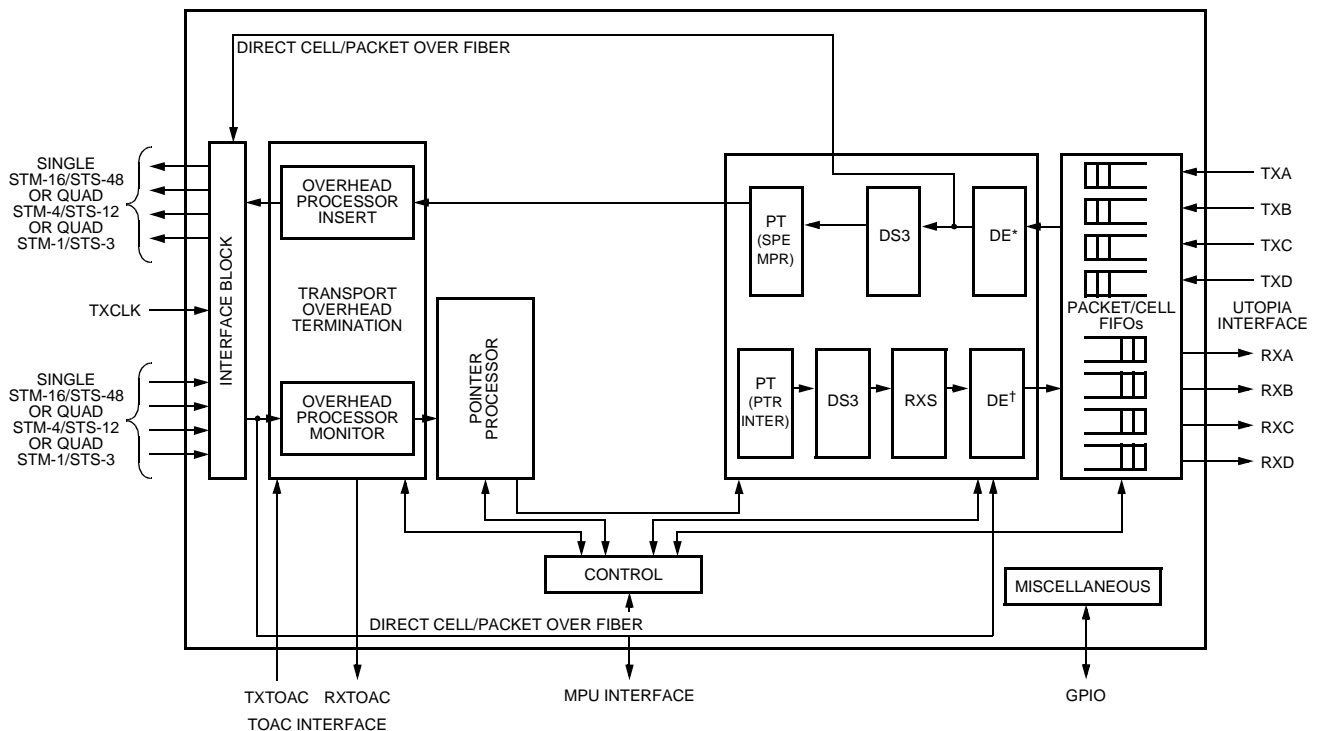 DIRECT CELL/PACKET OVER FIBER
SINGLE
STM-16/STS-48
OR QUAD
STM-4/STS-12
OR QUAD
STM-1/STS-3
TXCLK
SINGLE
STM-16/STS-48
OR QUAD
STM-4/STS-12
OR QUAD
STM-1/STS-3
INTERFACE BLOCK
OVERHEAD
PROCESSOR
INSERT
TRANSPORT
OVERHEAD
TERMINATION
OVERHEAD
PROCESSOR
MONITOR
POINTER
PROCESSOR
PT
(SPE
MPR)
DS3
DE*
PT
(PTR
INTER)
DS3
RXS
DE†
PACKET/CELL
FIFOs
TXA
TXB
TXC
TXD
UTOPIA
INTERFACE
RXA
RXB
RXC
RXD
CONTROL
MISCELLANEOUS
DIRECT CELL/PACKET OVER FIBER
TXTOAC RXTOAC
TOAC INTERFACE
MPU INTERFACE
GPIO